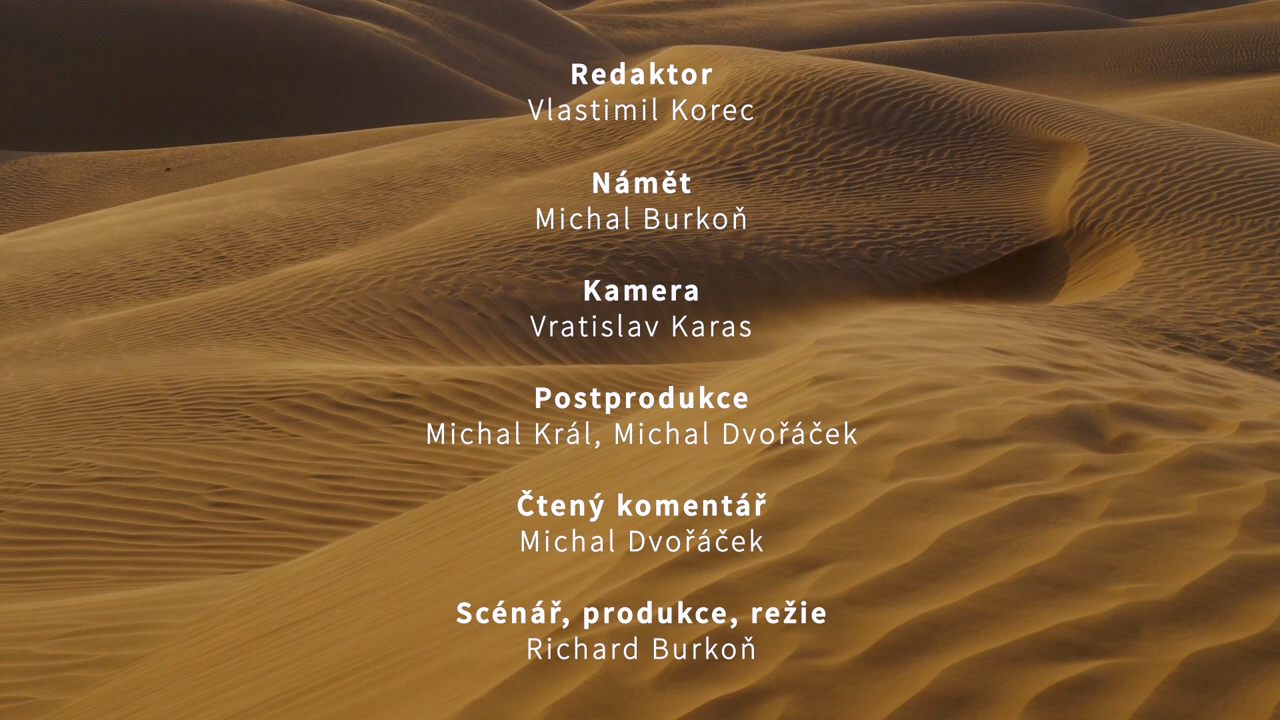 Redaktor
Vlastimil Korec
Námět
Michal Burkoň
Kamera
Vratislav Karas
Postprodukce
Michal Král, Michal Dvořáček
Čtený komentář
Michal Dvořáček
Scénář, produkce, režie
Richard Burkoň